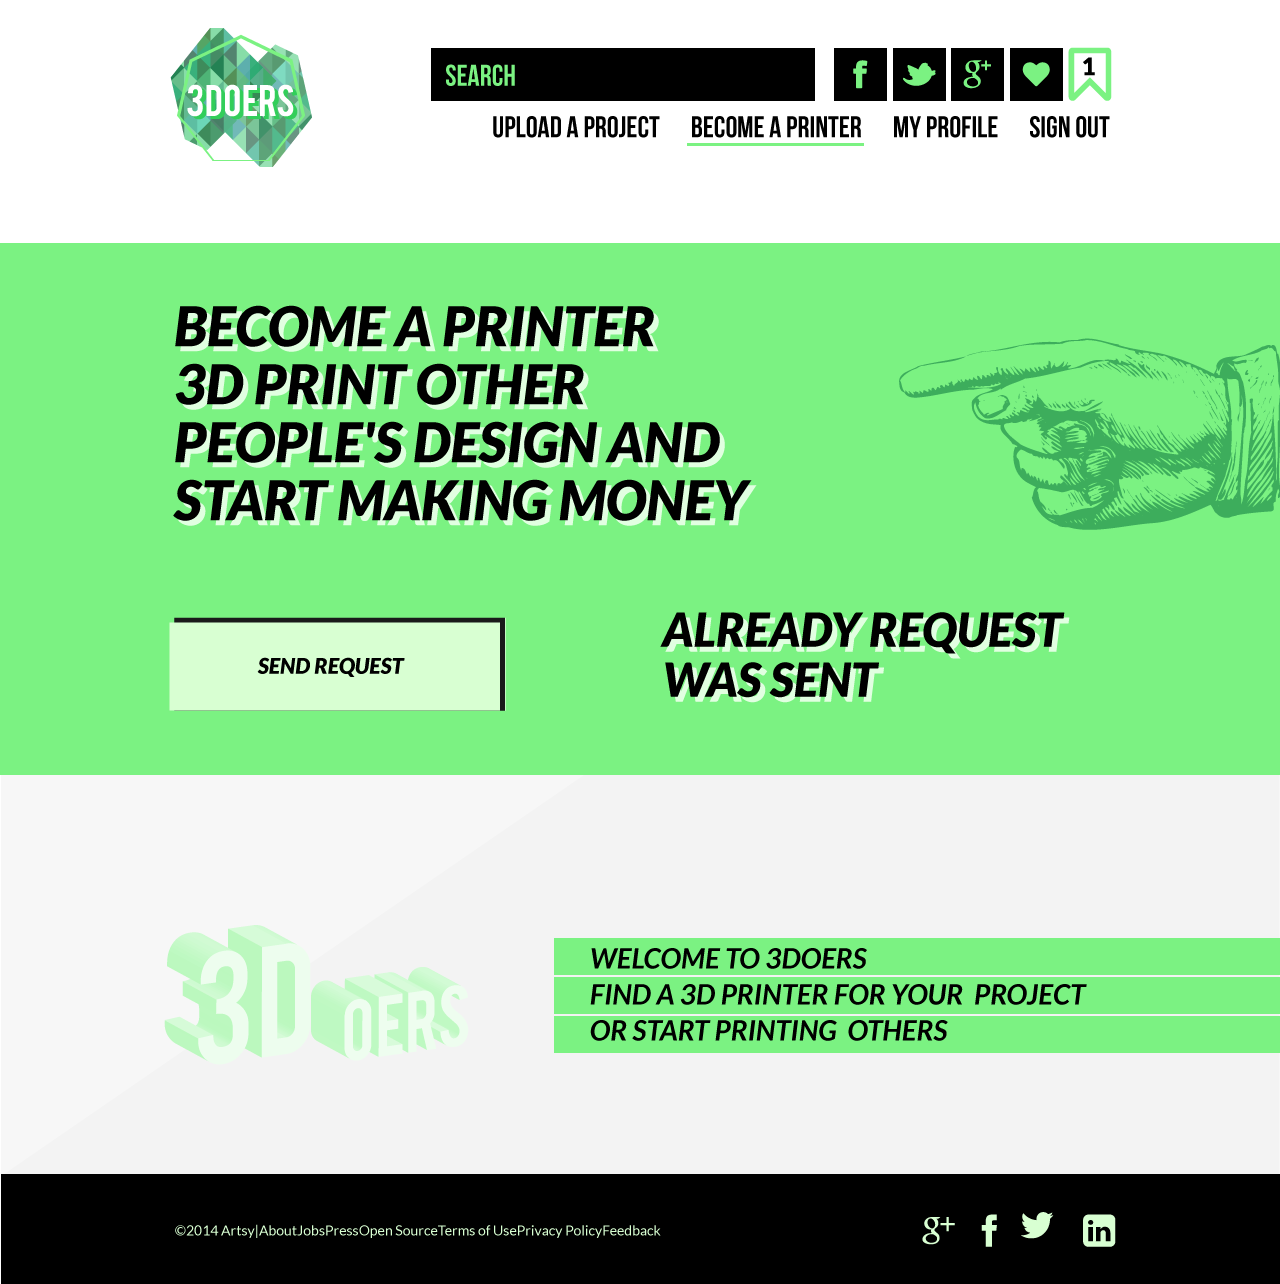 3DOERS
SEARCH
f
g+
1
UPLOAD A PROJECT
BECOME A PRINTER
MY PROFILE
SIGN OUT
BECOME A PRINTER
3D PRINT OTHER
PEOPLE'S DESIGN AND
START MAKING MONEY
SEND REQUEST
ALREADY REQUEST
WAS SENT
3DOERS
WELCOME TO 3DOERS
FIND A 3D PRINTER FOR YOUR PROJECT
OR START PRINTING OTHERS
©2014 Artsy|AboutJobsPressOpen SourceTerms of UsePrivacy PolicyFeedback
g+
f
in